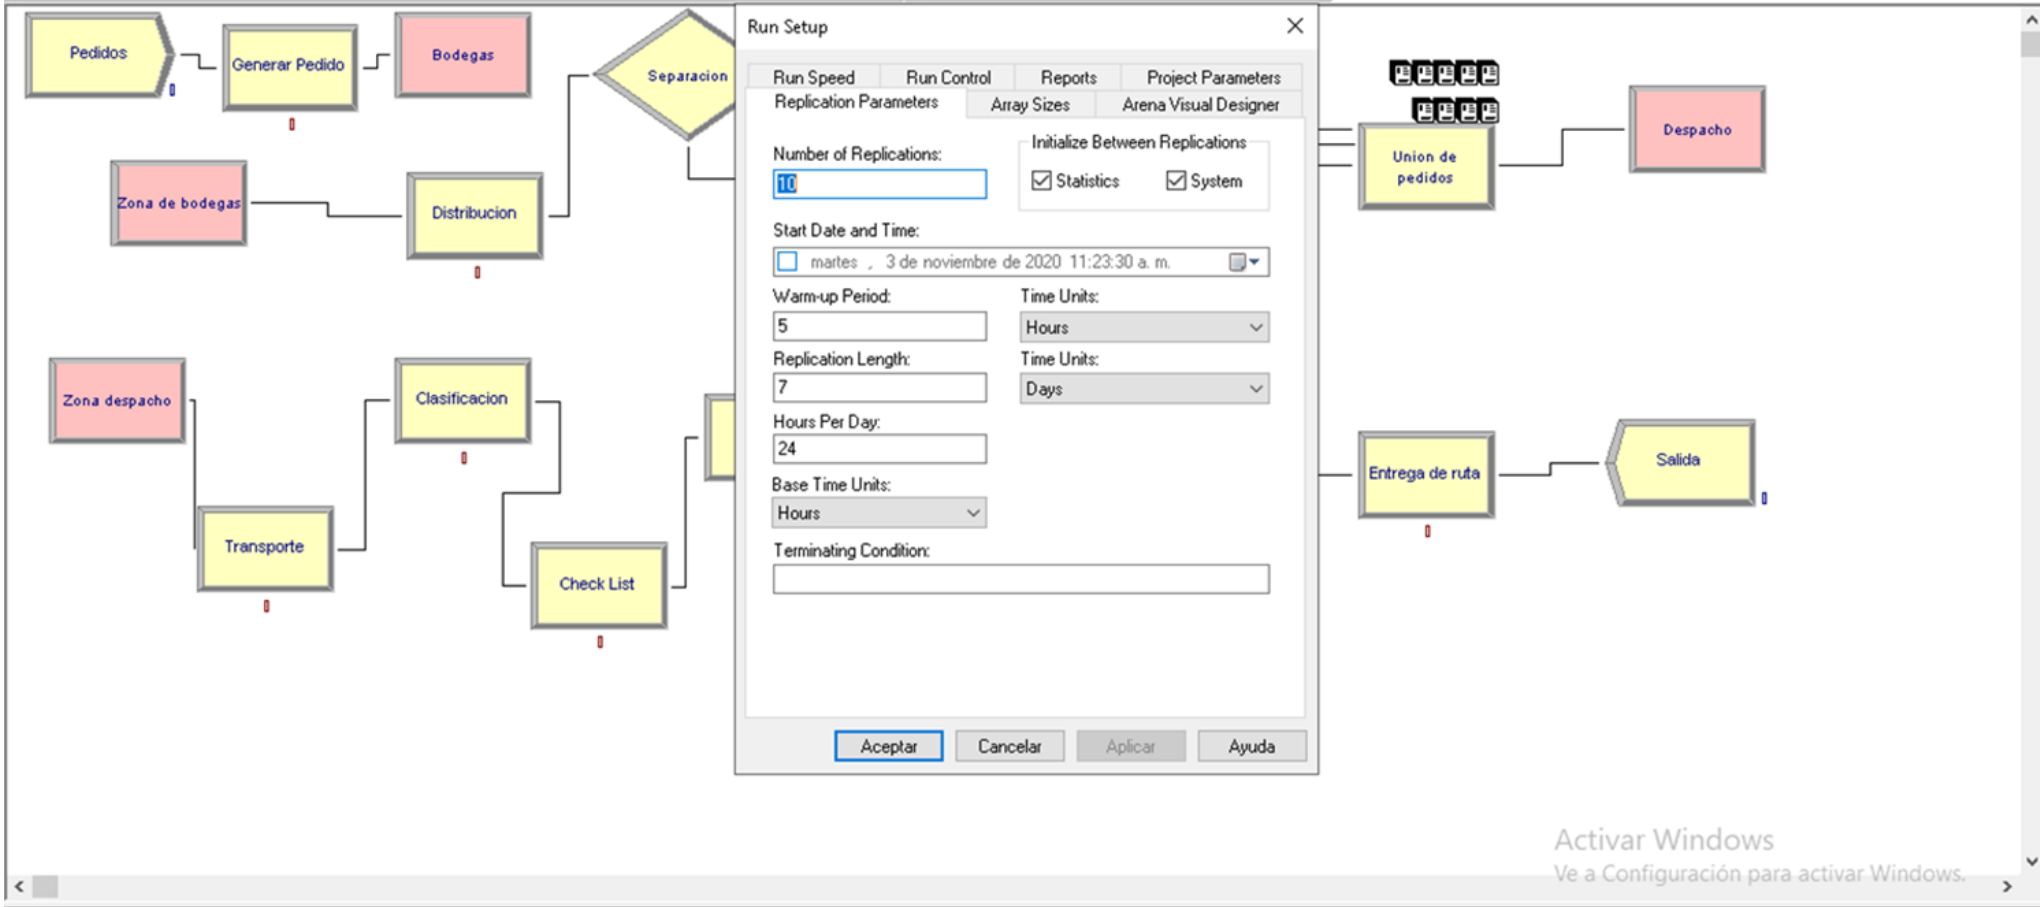 Pedidos
Generar Pedido
Bodegas
Separacion
Zona de bodegas
Distribucion
Zona despacho
Clasificacion
Transporte
Check List
Run Setup
Run Speed
Run Control
Reports
Project Parameters
Replication Parameters
Array Sizes
Arena Visual Designer
Number of Replications:
10
Initialize Between Replications
Statistics
System
Start Date and Time:
martes , 3 de noviembre de 2020 11:23:30 a. m.
Warm-up Period:
Time Units:
5
Hours
Replication Length:
Time Units:
7
Days
Hours Per Day:
24
Base Time Units:
Hours
Terminating Condition:
Aceptar
Cancelar
Aplicar
Ayuda
Union de
pedidos
Despacho
Entrega de ruta
Salida
Activar Windows
Ve a Configuración para activar Windows.